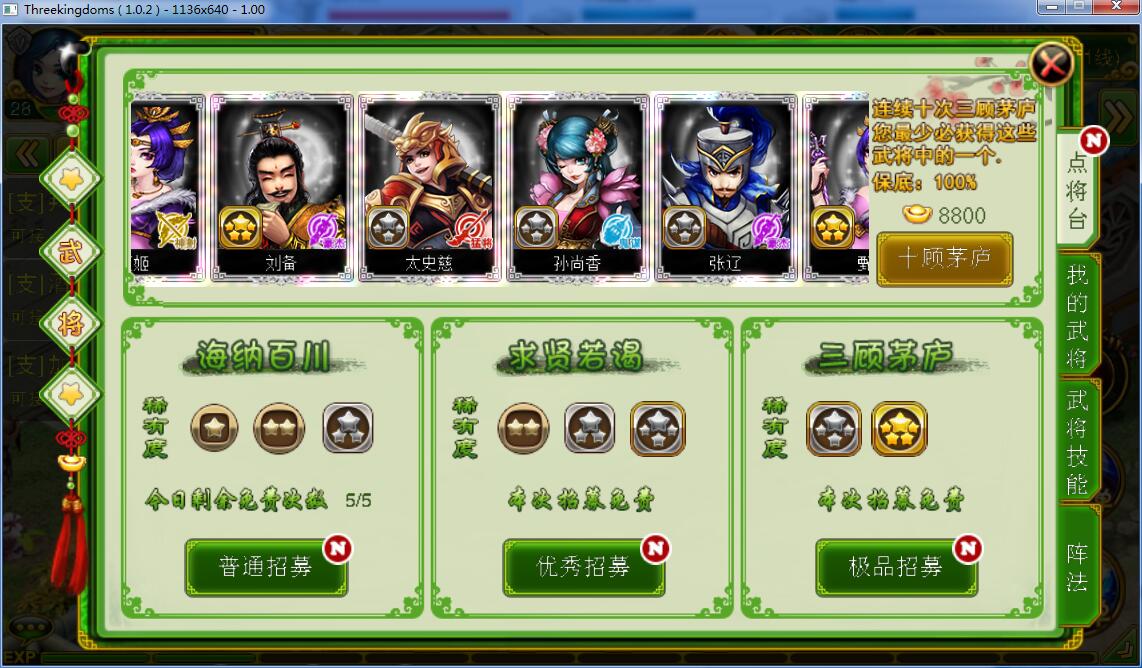 Threekingdoms ( 1.0.2 ) - 1136x640 - 1.00
28
武
将
姬
刘备
太史慈
孙尚香
张辽
豪杰
猛将
豪杰
连续十次三顾茅庐
您最少必获得这些
武将中的一个.
保底: 100%
8800
十顾茅庐
N
点将台
我的武将
武将技能
阵法
海纳百川
稀有度
今日剩余免费次数 5/5
普通招募
N
求贤若渴
稀有度
本次招募免费
优秀招募
N
三顾茅庐
稀有度
本次招募免费
极品招募
N
EXP